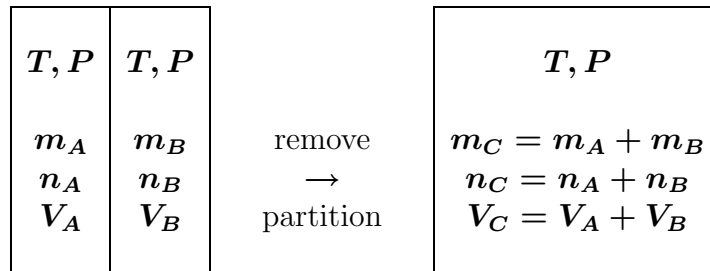 T, P T, P T, P
m_A m_B remove m_C = m_A + m_B
n_A n_B → n_C = n_A + n_B
V_A V_B partition V_C = V_A + V_B